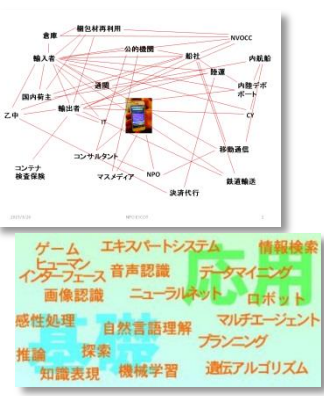 梱包材再利用
倉庫
NVOCC
公的機関
輸入者
船社
内航船
陸運
通関
内陸デポ
ポート
国内荷主
輸出者
乙仲
IT
CY
移動通信
コンサルタント
コンテナ
検査保険
マスメディア
NPO
鉄道輸送
決済代行
応用
基礎
ゲーム
エキスパートシステム
情報検索
ヒューマン
インターフェース
音声認識
データマイニング
画像認識
ニューラルネット
ロボット
感性処理
自然言語理解
マルチエージェント
プランニング
推論
探索
知識表現
機械学習
遺伝アルゴリズム